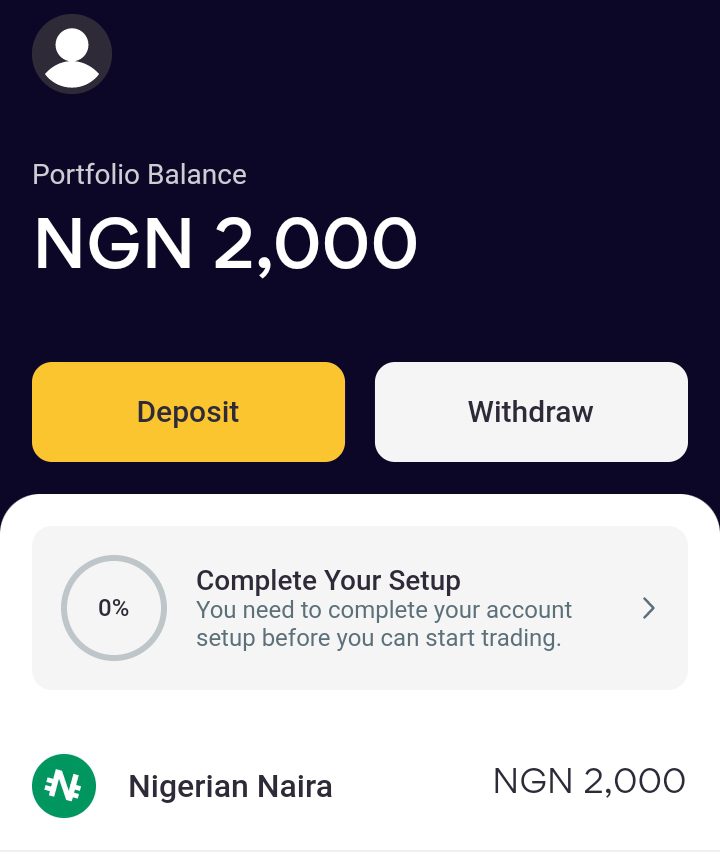 Portfolio Balance
NGN 2,000
Deposit
Withdraw
0%
Complete Your Setup
You need to complete your account
setup before you can start trading.
Nigerian Naira
NGN 2,000